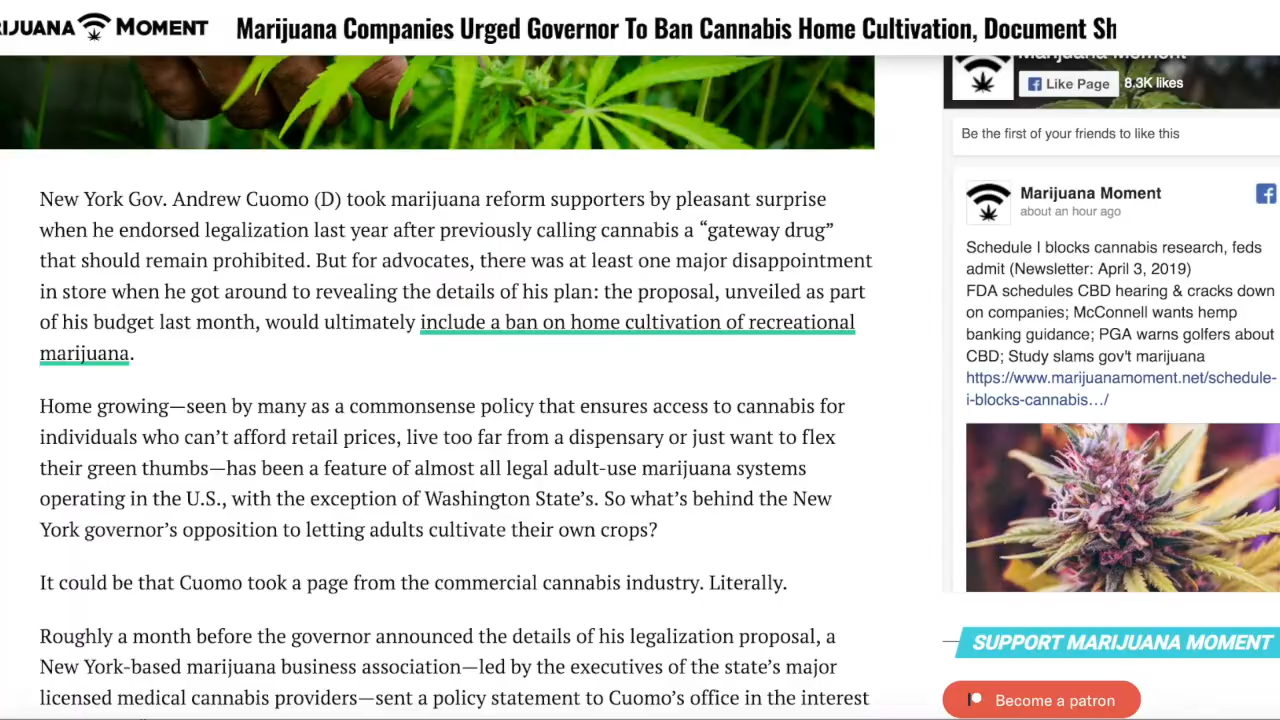 IJUANA MOMENT
Marijuana Companies Urged Governor To Ban Cannabis Home Cultivation, Document Sh
New York Gov. Andrew Cuomo (D) took marijuana reform supporters by pleasant surprise
when he endorsed legalization last year after previously calling cannabis a “gateway drug”
that should remain prohibited. But for advocates, there was at least one major disappointment
in store when he got around to revealing the details of his plan: the proposal, unveiled as part
of his budget last month, would ultimately include a ban on home cultivation of recreational
marijuana.
Home growing—seen by many as a commonsense policy that ensures access to cannabis for
individuals who can’t afford retail prices, live too far from a dispensary or just want to flex
their green thumbs—has been a feature of almost all legal adult-use marijuana systems
operating in the U.S., with the exception of Washington State’s. So what’s behind the New
York governor’s opposition to letting adults cultivate their own crops?
It could be that Cuomo took a page from the commercial cannabis industry. Literally.
Roughly a month before the governor announced the details of his legalization proposal, a
New York-based marijuana business association—led by the executives of the state’s major
licensed medical cannabis providers—sent a policy statement to Cuomo’s office in the interest
Marijuana Moment
Like Page
8.3K likes
Be the first of your friends to like this
Marijuana Moment
about an hour ago
Schedule I blocks cannabis research, feds
admit (Newsletter: April 3, 2019)
FDA schedules CBD hearing & cracks down
on companies; McConnell wants hemp
banking guidance; PGA warns golfers about
CBD; Study slams gov't marijuana
https://www.marijuanamoment.net/schedule-
i-blocks-cannabis…/
SUPPORT MARIJUANA MOMENT
Become a patron